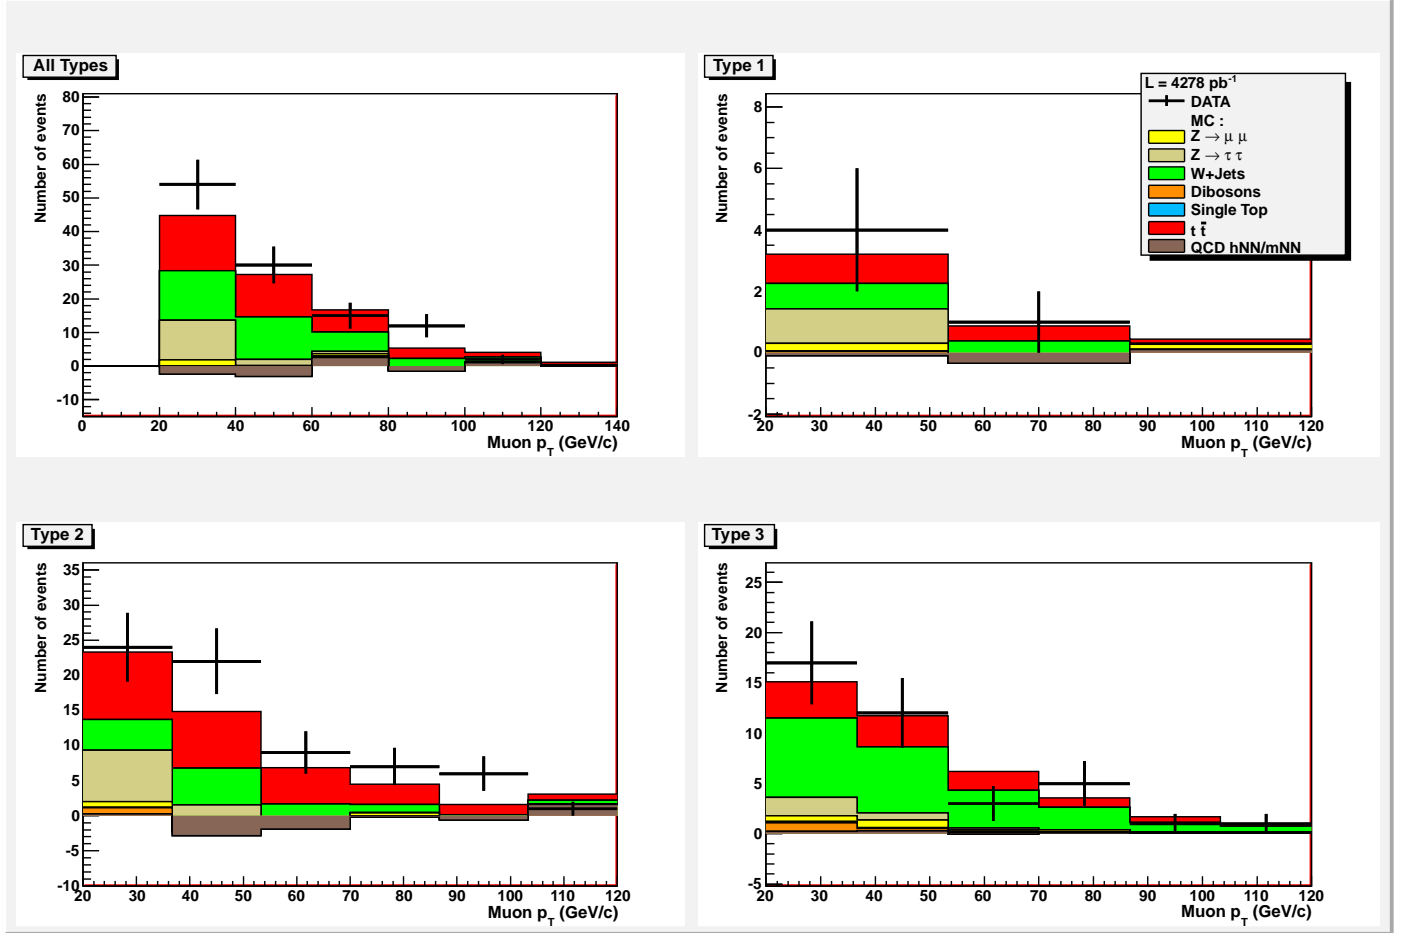 All Types
Number of events
80
70
60
50
40
30
20
10
0
-10
0 20 40 60 80 100 120 140
Muon p_T (GeV/c)
Type 1
8
6
4
2
0
-2
20 30 40 50 60 70 80 90 100 110 120
Muon p_T (GeV/c)
L = 4278 pb⁻¹
DATA
MC :
Z → μ μ
Z → τ τ
W+Jets
Dibosons
Single Top
t t̄
QCD hNN/mNN
Number of events
Type 2
Number of events
35
30
25
20
15
10
5
0
-5
-10
20 30 40 50 60 70 80 90 100 110 120
Muon p_T (GeV/c)
Type 3
Number of events
25
20
15
10
5
0
-5
20 30 40 50 60 70 80 90 100 110 120
Muon p_T (GeV/c)